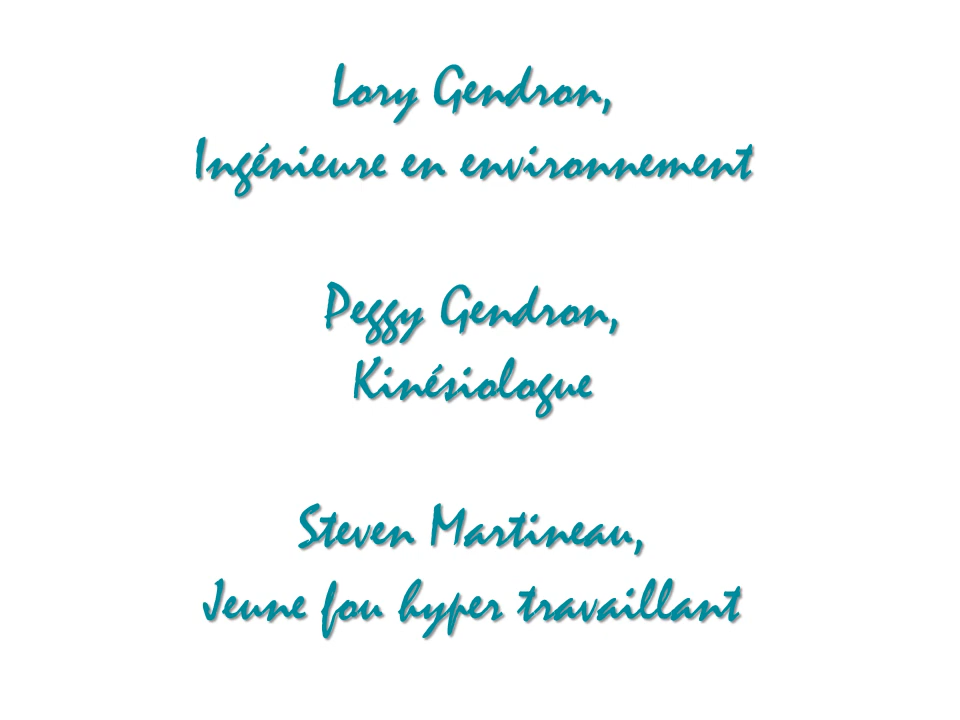 Lory Gendron,
Ingénieure en environnement
Peggy Gendron,
Kinésiologue
Steven Martineau,
Jeune fou hyper travaillant